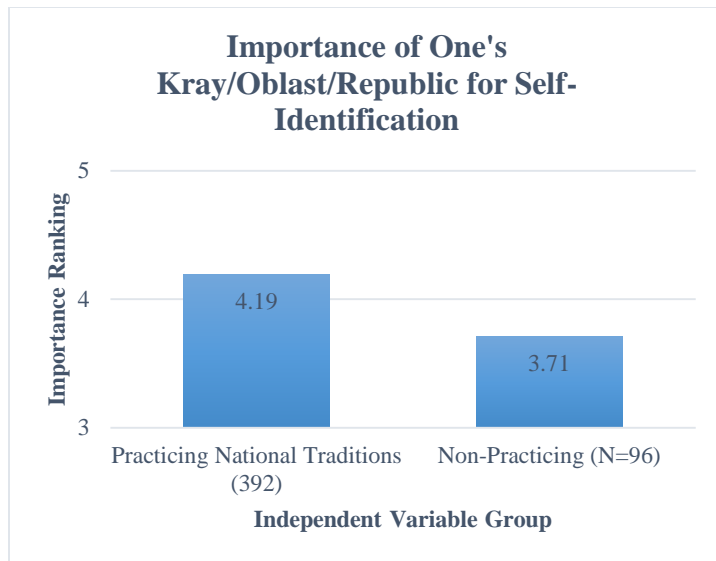 Importance of One's
Kray/Oblast/Republic for Self-
Identification
5
4
3
Importance Ranking
4.19
3.71
Practicing National Traditions
(392)
Non-Practicing (N=96)
Independent Variable Group